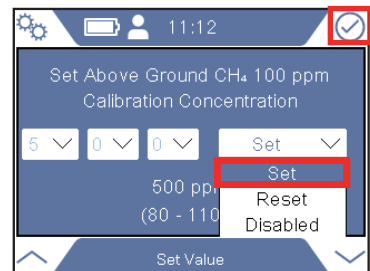 11:12
Set Above Ground CH₄ 100 ppm
Calibration Concentration
5 0 0 Set
Set
500 pp
Reset
(80 - 110
Disabled
Set Value